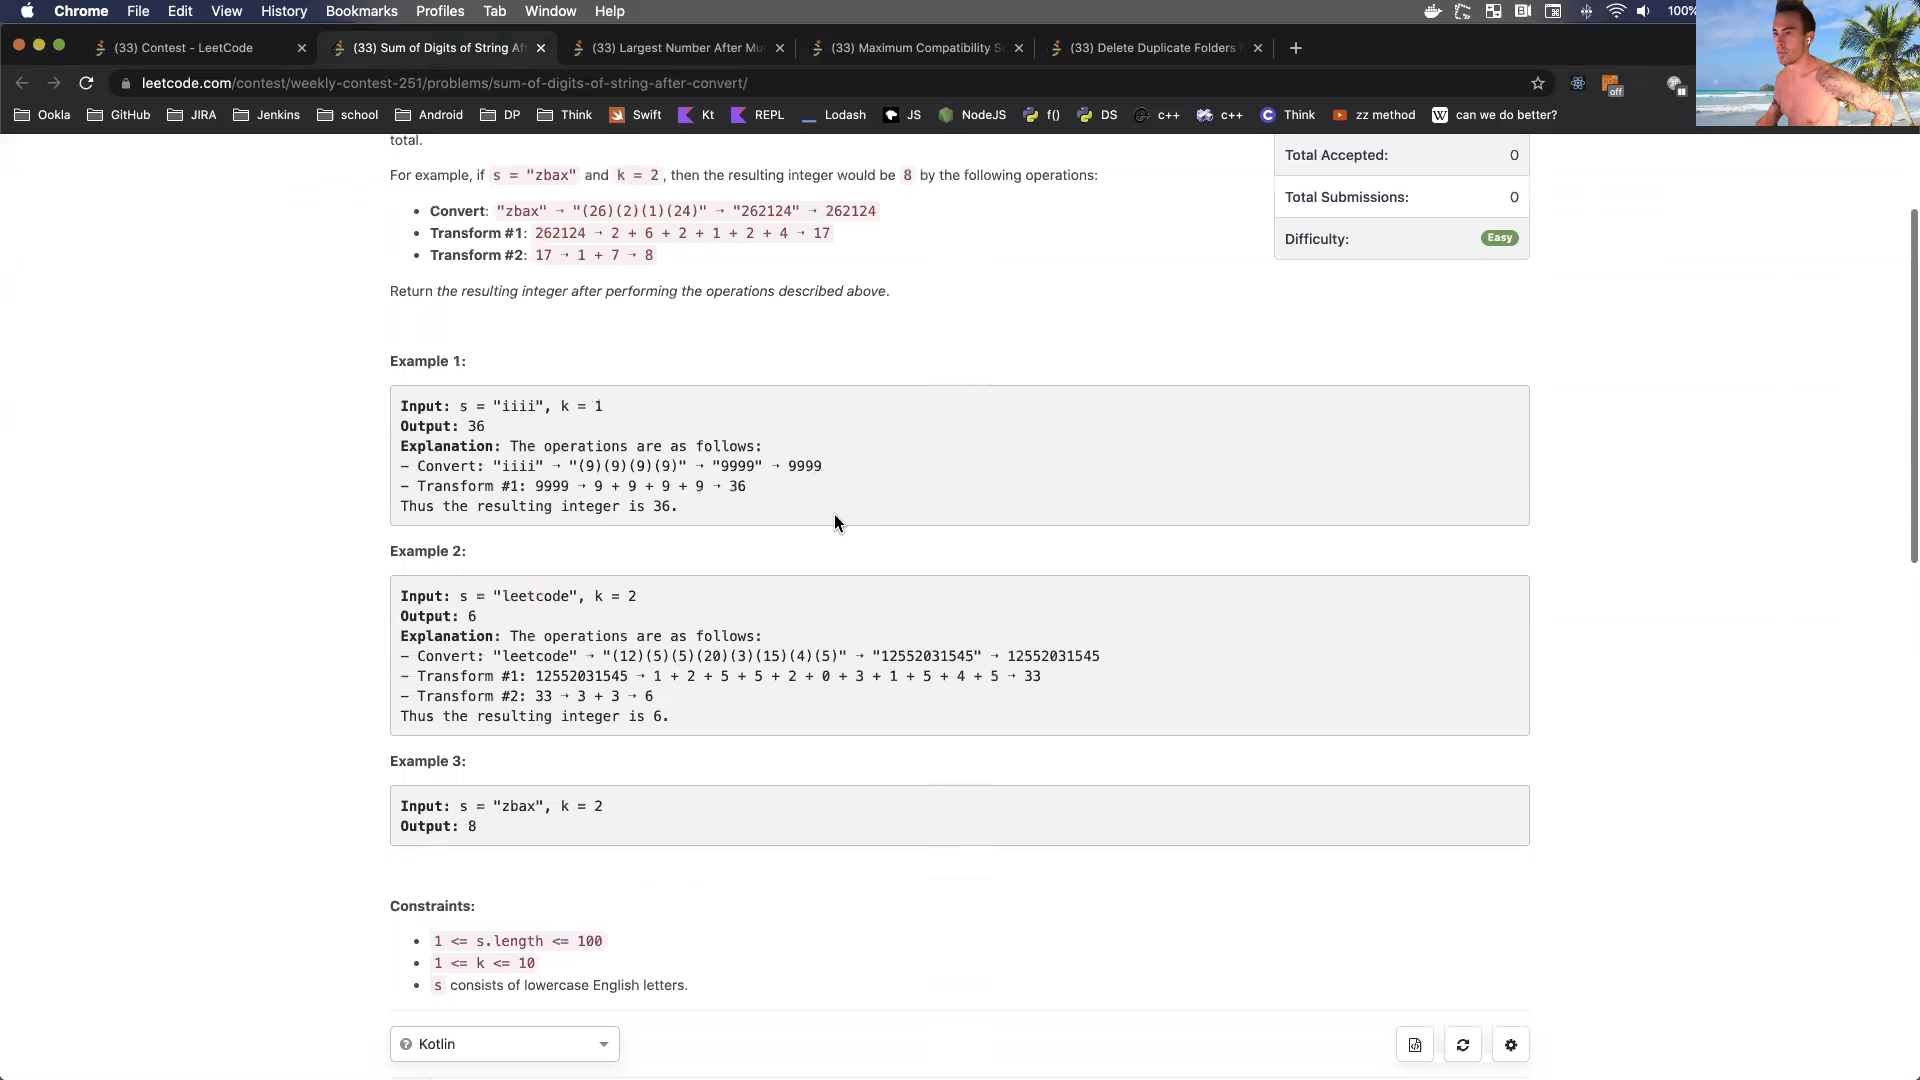 Chrome File Edit View History Bookmarks Profiles Tab Window Help 100%
(33) Contest - LeetCode (33) Sum of Digits of String Af (33) Largest Number After Mu (33) Maximum Compatibility S (33) Delete Duplicate Folders
leetcode.com/contest/weekly-contest-251/problems/sum-of-digits-of-string-after-convert/ off
Ookla GitHub JIRA Jenkins school Android DP Think Swift Kt REPL Lodash JS NodeJS f() DS c++ c++ Think zz method can we do better?
total.
Total Accepted: 0
For example, if s = "zbax" and k = 2, then the resulting integer would be 8 by the following operations:
Total Submissions: 0
• Convert: "zbax" → "(26)(2)(1)(24)" → "262124" → 262124
• Transform #1: 262124 → 2 + 6 + 2 + 1 + 2 + 4 → 17
Difficulty: Easy
• Transform #2: 17 → 1 + 7 → 8
Return the resulting integer after performing the operations described above.
Example 1:
Input: s = "iiii", k = 1
Output: 36
Explanation: The operations are as follows:
- Convert: "iiii" → "(9)(9)(9)(9)" → "9999" → 9999
- Transform #1: 9999 → 9 + 9 + 9 + 9 → 36
Thus the resulting integer is 36.
Example 2:
Input: s = "leetcode", k = 2
Output: 6
Explanation: The operations are as follows:
- Convert: "leetcode" → "(12)(5)(5)(20)(3)(15)(4)(5)" → "12552031545" → 12552031545
- Transform #1: 12552031545 → 1 + 2 + 5 + 5 + 2 + 0 + 3 + 1 + 5 + 4 + 5 → 33
- Transform #2: 33 → 3 + 3 → 6
Thus the resulting integer is 6.
Example 3:
Input: s = "zbax", k = 2
Output: 8
Constraints:
• 1 <= s.length <= 100
• 1 <= k <= 10
• s consists of lowercase English letters.
Kotlin